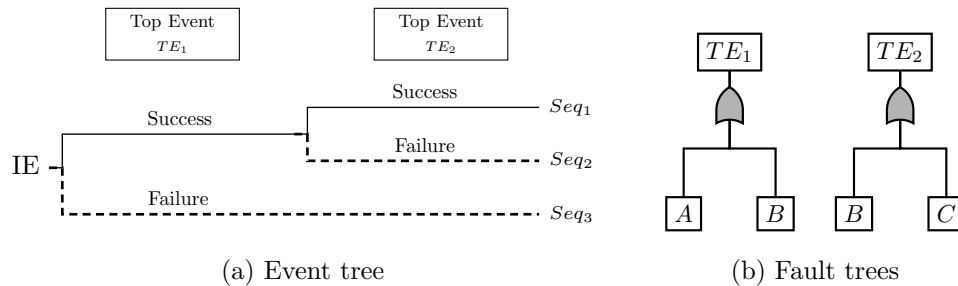 Top Event
TE₁
Top Event
TE₂
Success
Seq₁
Success
Failure
Seq₂
IE
Failure
Seq₃
(a) Event tree
TE₁
TE₂
A
B
B
C
(b) Fault trees